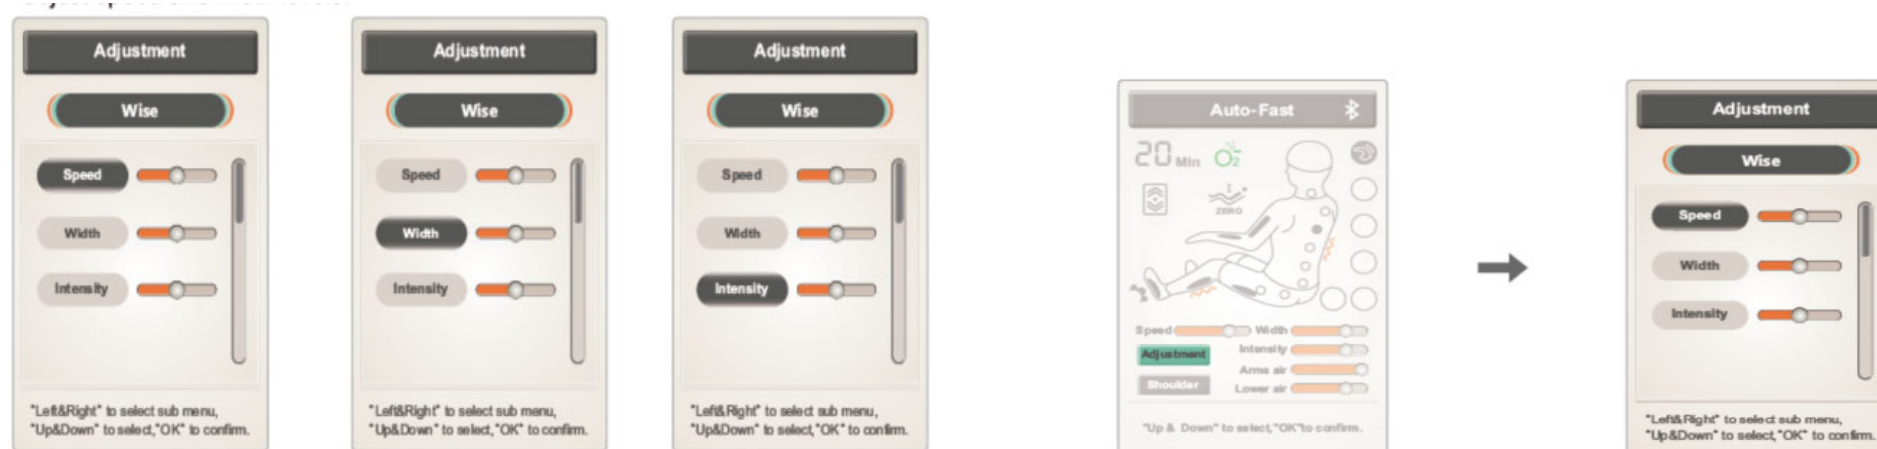 Adjustment
Wise
Speed
Width
Intensity
"Left&Right" to select sub menu,
"Up&Down" to select,"OK" to confirm.
Adjustment
Wise
Speed
Width
Intensity
"Left&Right" to select sub menu,
"Up&Down" to select,"OK" to confirm.
Adjustment
Wise
Speed
Width
Intensity
"Left&Right" to select sub menu,
"Up&Down" to select,"OK" to confirm.
Auto-Fast
20 Min O2
ZERO
Speed Width
Adjustment Intensity
Arms air
Shoulder Lower air
"Up & Down" to select,"OK"to confirm.
Adjustment
Wise
Speed
Width
Intensity
"Left&Right" to select sub menu,
"Up&Down" to select,"OK" to confirm.